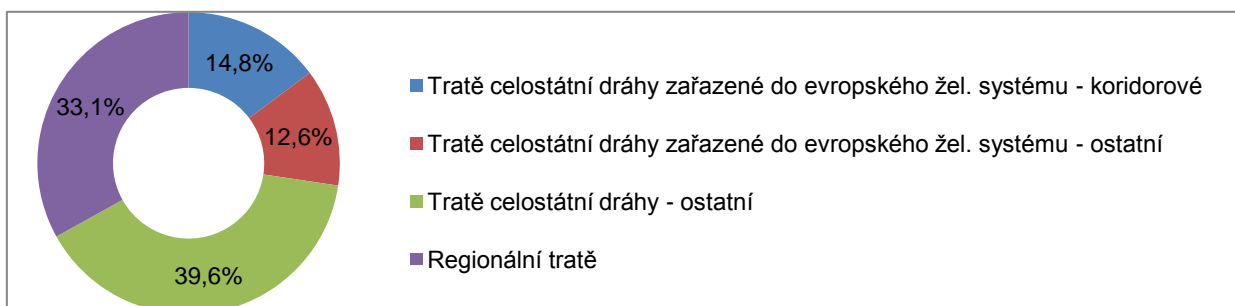 14,8%
12,6%
39,6%
33,1%
Tratě celostátní dráhy zařazené do evropského žel. systému - koridorové
Tratě celostátní dráhy zařazené do evropského žel. systému - ostatní
Tratě celostátní dráhy - ostatní
Regionální tratě